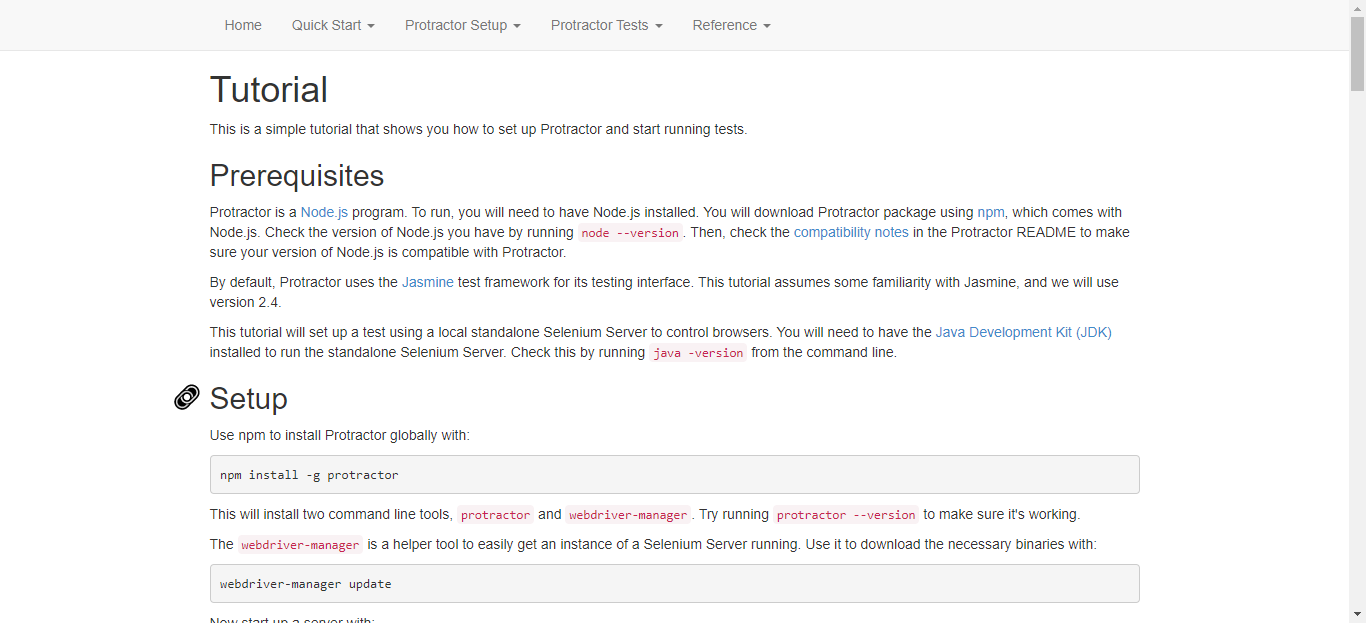 Home Quick Start Protractor Setup Protractor Tests Reference
Tutorial
This is a simple tutorial that shows you how to set up Protractor and start running tests.
Prerequisites
Protractor is a Node.js program. To run, you will need to have Node.js installed. You will download Protractor package using npm, which comes with
Node.js. Check the version of Node.js you have by running node --version. Then, check the compatibility notes in the Protractor README to make
sure your version of Node.js is compatible with Protractor.
By default, Protractor uses the Jasmine test framework for its testing interface. This tutorial assumes some familiarity with Jasmine, and we will use
version 2.4.
This tutorial will set up a test using a local standalone Selenium Server to control browsers. You will need to have the Java Development Kit (JDK)
installed to run the standalone Selenium Server. Check this by running java -version from the command line.
Setup
Use npm to install Protractor globally with:
npm install -g protractor
This will install two command line tools, protractor and webdriver-manager. Try running protractor --version to make sure it's working.
The webdriver-manager is a helper tool to easily get an instance of a Selenium Server running. Use it to download the necessary binaries with:
webdriver-manager update
Now start up a server with: